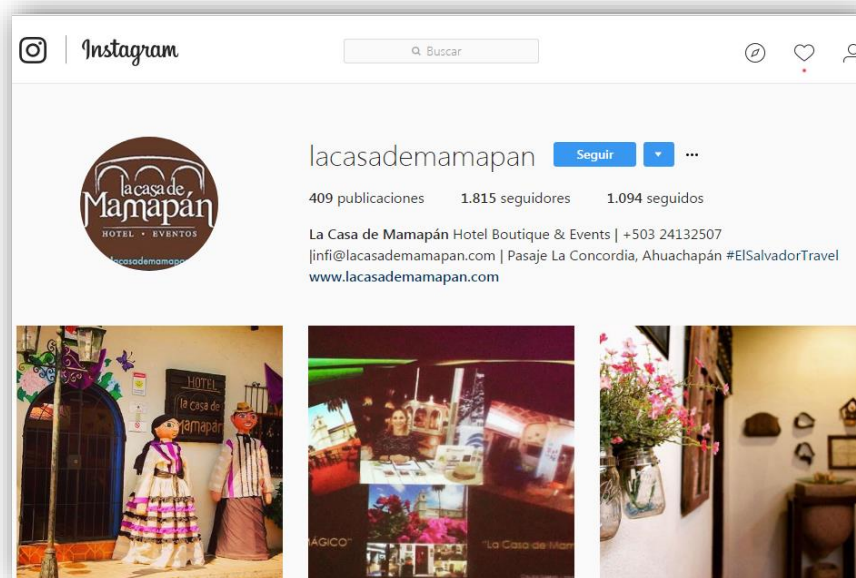 Instagram
Buscar
lacasademamapan Seguir
409 publicaciones 1.815 seguidores 1.094 seguidos
La Casa de Mamapán Hotel Boutique & Events | +503 24132507
|infi@lacasademamapan.com | Pasaje La Concordia, Ahuachapán #ElSalvadorTravel
www.lacasademamapan.com
la casa de
Mamapán
HOTEL • EVENTOS
HOTEL
la casa de
Mamapán
"La Casa de